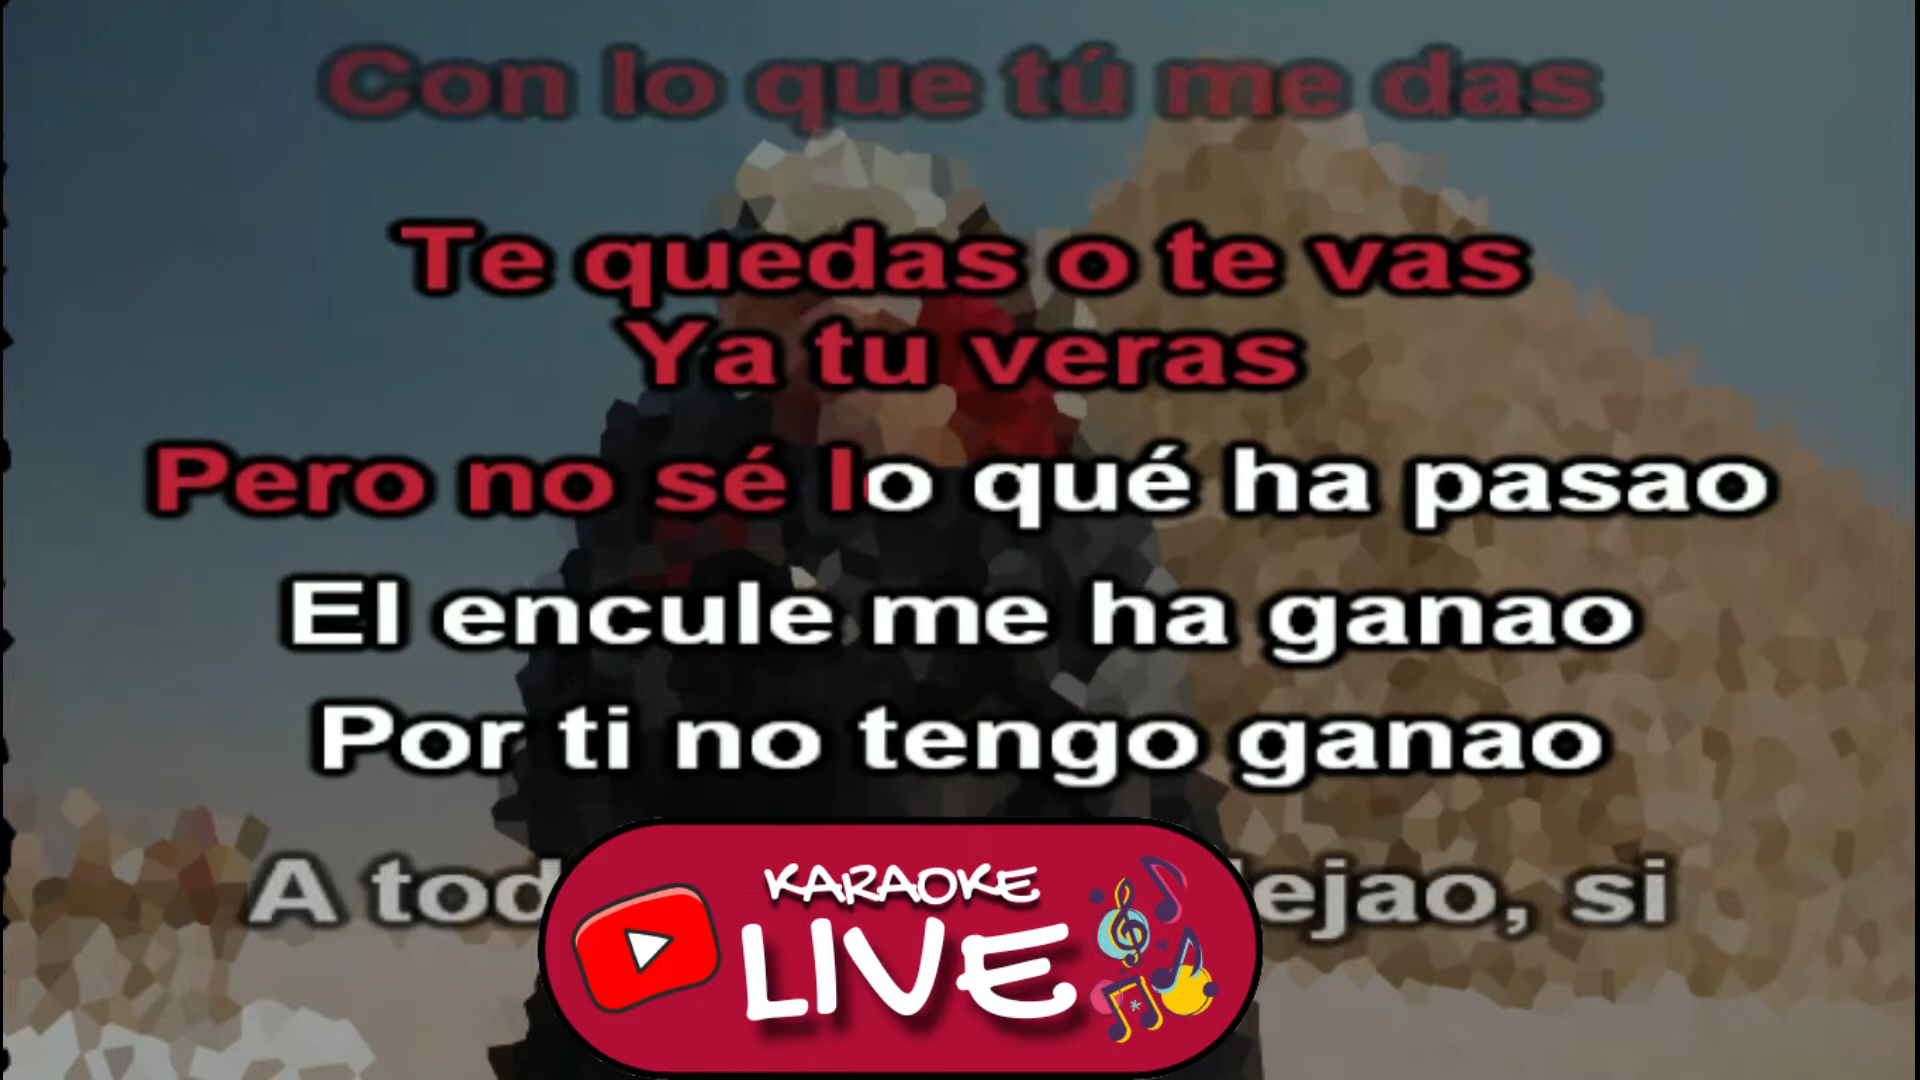 Con lo que tú me das
Te quedas o te vas
Ya tu veras
Pero no sé lo qué ha pasao
El encule me ha ganao
Por ti no tengo ganao
A ejao, si
KARAOKE
LIVE